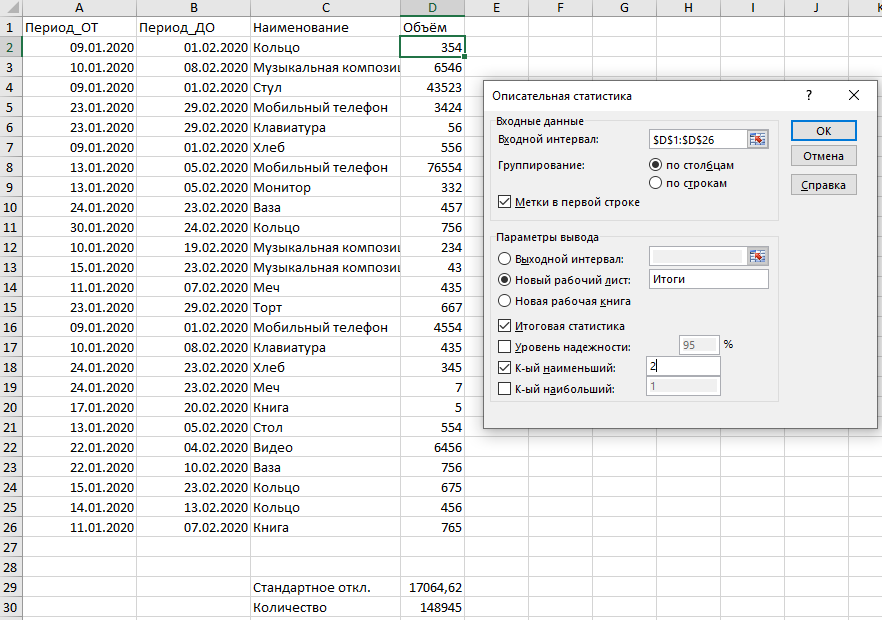 A B C D E F G H I J K
1 Период_ОТ Период_ДО Наименование Объём
2 09.01.2020 01.02.2020 Кольцо 354
3 10.01.2020 08.02.2020 Музыкальная композиц 6546
4 09.01.2020 01.02.2020 Стул 43523
5 23.01.2020 29.02.2020 Мобильный телефон 3424
6 23.01.2020 29.02.2020 Клавиатура 56
7 09.01.2020 01.02.2020 Хлеб 556
8 13.01.2020 05.02.2020 Мобильный телефон 76554
9 13.01.2020 05.02.2020 Монитор 332
10 24.01.2020 23.02.2020 Ваза 457
11 30.01.2020 24.02.2020 Кольцо 756
12 10.01.2020 19.02.2020 Музыкальная композиц 234
13 15.01.2020 23.02.2020 Музыкальная композиц 43
14 11.01.2020 07.02.2020 Меч 435
15 23.01.2020 29.02.2020 Торт 667
16 09.01.2020 01.02.2020 Мобильный телефон 4554
17 10.01.2020 08.02.2020 Клавиатура 435
18 24.01.2020 23.02.2020 Хлеб 345
19 24.01.2020 23.02.2020 Меч 7
20 17.01.2020 20.02.2020 Книга 5
21 13.01.2020 05.02.2020 Стол 554
22 22.01.2020 04.02.2020 Видео 6456
23 22.01.2020 10.02.2020 Ваза 756
24 15.01.2020 23.02.2020 Кольцо 675
25 14.01.2020 13.02.2020 Кольцо 456
26 11.01.2020 07.02.2020 Книга 765
27
28
29 Стандартное откл. 17064,62
30 Количество 148945
Описательная статистика ?
Входные данные
Входной интервал: $D$1:$D$26
Группирование: по столбцам
по строкам
Метки в первой строке
Параметры вывода
Выходной интервал:
Новый рабочий лист: Итоги
Новая рабочая книга
Итоговая статистика
Уровень надежности: 95 %
К-ый наименьший: 2
К-ый наибольший: 1
ОК
Отмена
Справка